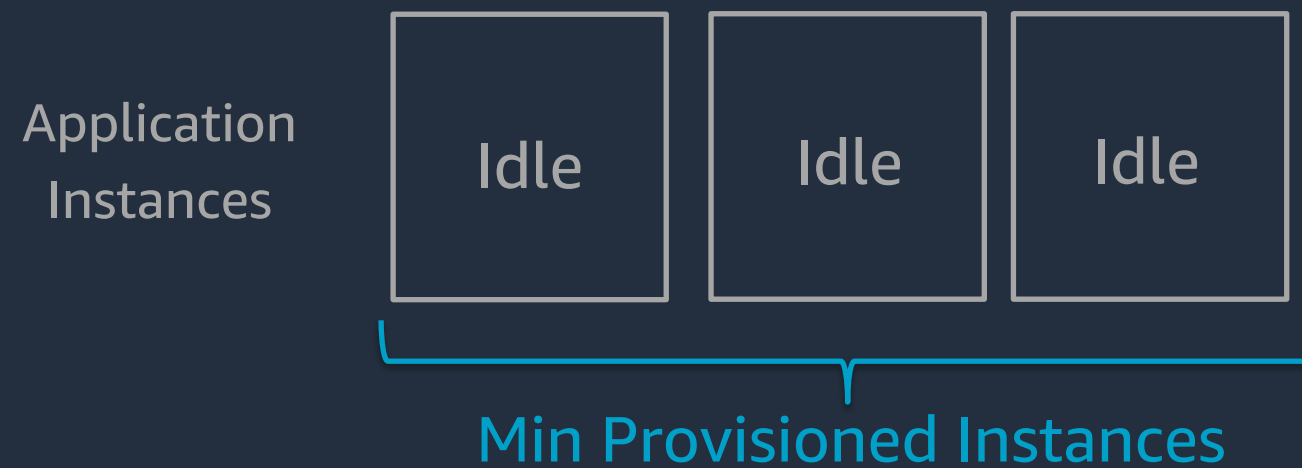 Application
Instances
Idle
Idle
Idle
Min Provisioned Instances